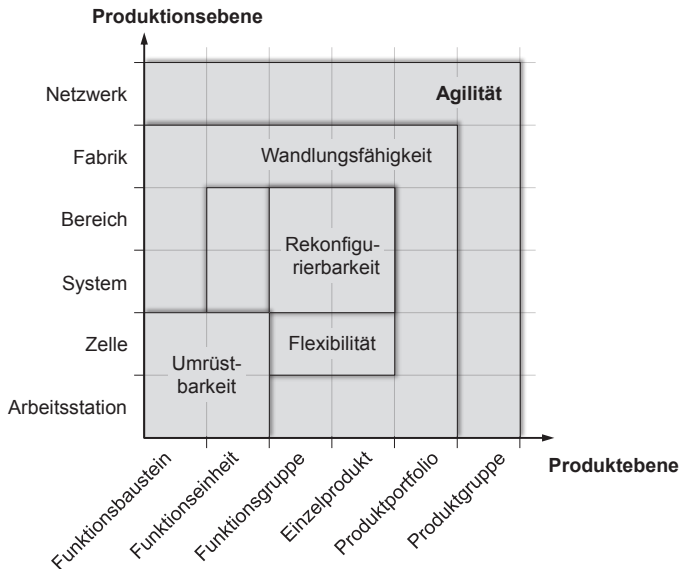 Produktionsebene
Netzwerk
Agilität
Fabrik
Wandlungsfähigkeit
Bereich
Rekonfigu-
rierbarkeit
System
Zelle
Flexibilität
Umrüst-
barkeit
Arbeitsstation
Produktebene
Funktionsbaustein
Funktionseinheit
Funktionsgruppe
Einzelprodukt
Produktportfolio
Produktgruppe